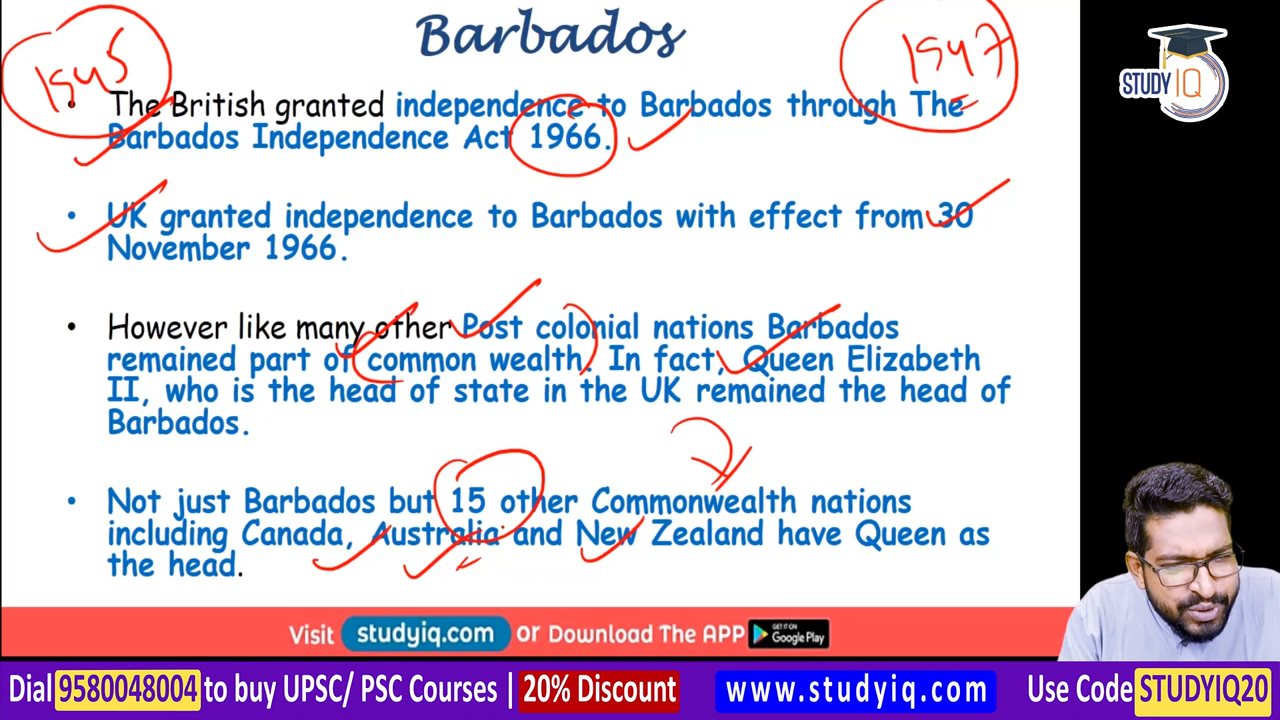 Barbados
1945
1947
STUDY IQ
• The British granted independence to Barbados through The
Barbados Independence Act 1966.
• UK granted independence to Barbados with effect from 30
November 1966.
• However like many other Post colonial nations Barbados
remained part of common wealth. In fact, Queen Elizabeth
II, who is the head of state in the UK remained the head of
Barbados.
• Not just Barbados but 15 other Commonwealth nations
including Canada, Australia and New Zealand have Queen as
the head.
Visit studyiq.com or Download The APP GET IT ON Google Play
Dial 9580048004 to buy UPSC/ PSC Courses | 20% Discount www.studyiq.com Use Code STUDYIQ20